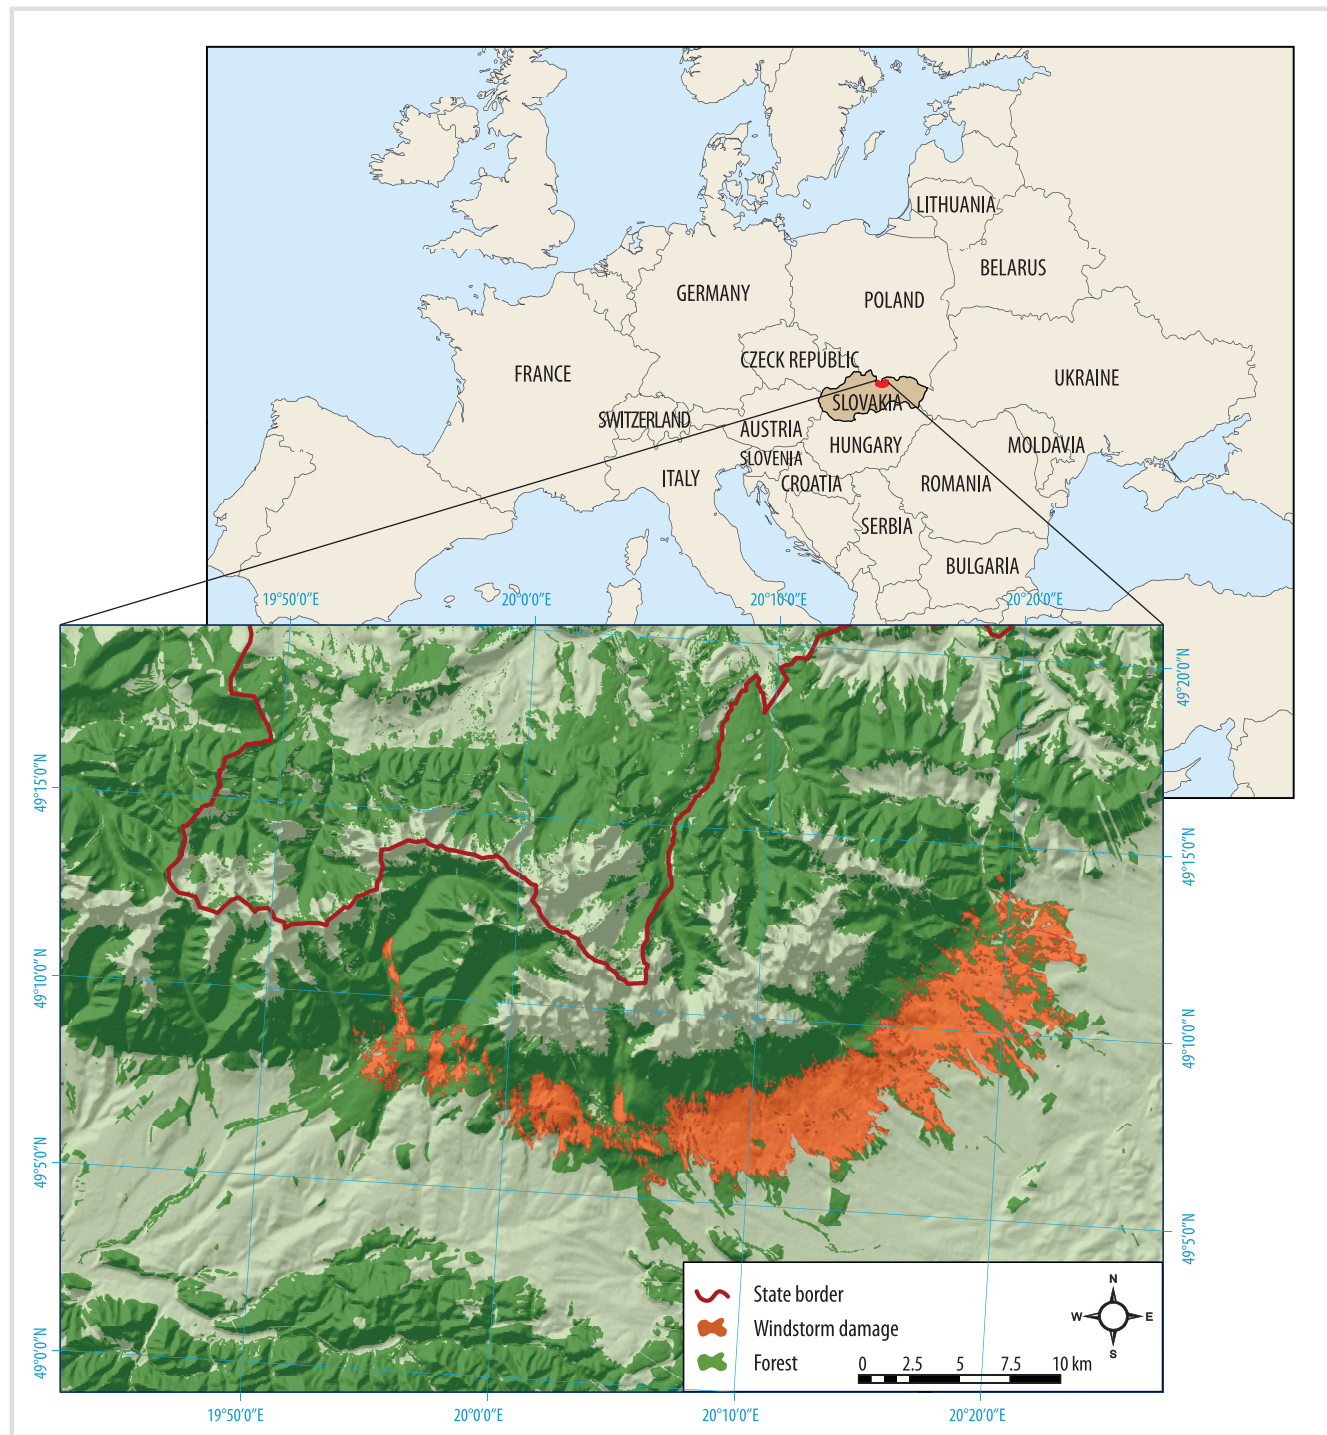 LITHUANIA
BELARUS
GERMANY
POLAND
CZECK REPUBLIC
FRANCE
UKRAINE
SLOVAKIA
SWITZERLAND
AUSTRIA
HUNGARY
MOLDAVIA
SLOVENIA
ITALY
CROATIA
ROMANIA
SERBIA
BULGARIA
19°50'0"E 20°0'0"E 20°10'0"E 20°20'0"E
49°20'0"N
49°15'0"N
49°15'0"N
49°10'0"N
49°10'0"N
49°5'0"N
49°5'0"N
49°0'0"N
State border
Windstorm damage
Forest
N
W E
S
0 2.5 5 7.5 10 km
19°50'0"E 20°0'0"E 20°10'0"E 20°20'0"E